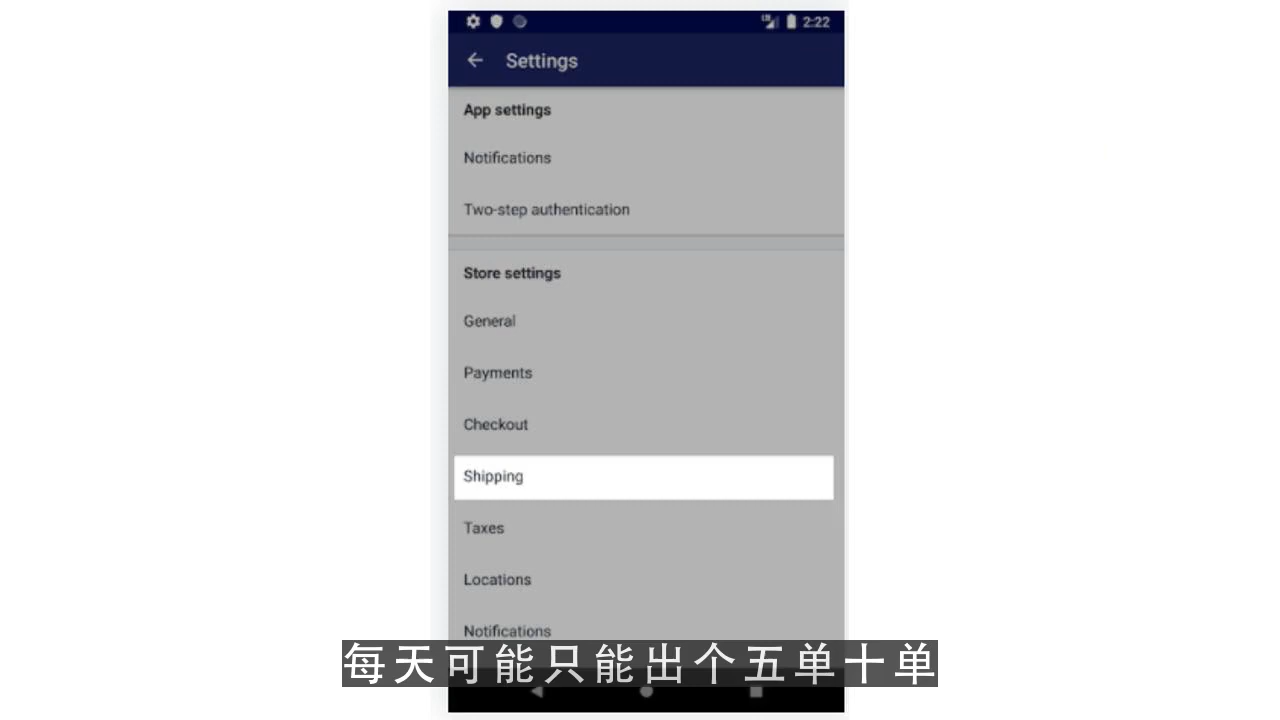 2:22
Settings
App settings
Notifications
Two-step authentication
Store settings
General
Payments
Checkout
Shipping
Taxes
Locations
Notifications
每天可能只能出个五单十单